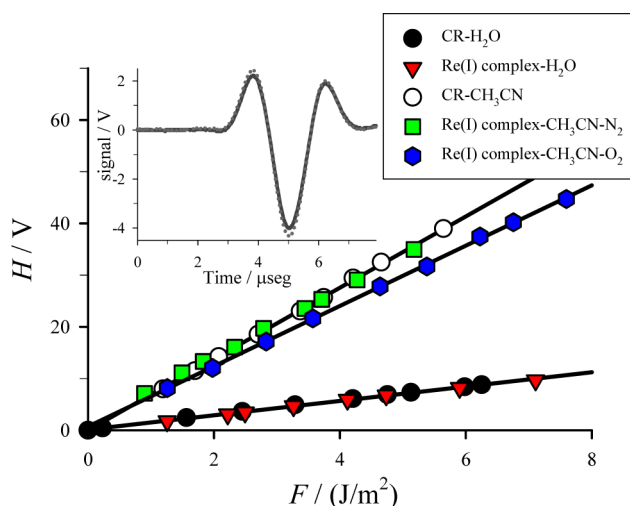 CR-H₂O
Re(I) complex-H₂O
CR-CH₃CN
Re(I) complex-CH₃CN-N₂
Re(I) complex-CH₃CN-O₂
signal / V
2
0
-2
-4
0 2 4 6
Time / μseg
H / V
60
40
20
0
0 2 4 6 8
F / (J/m²)